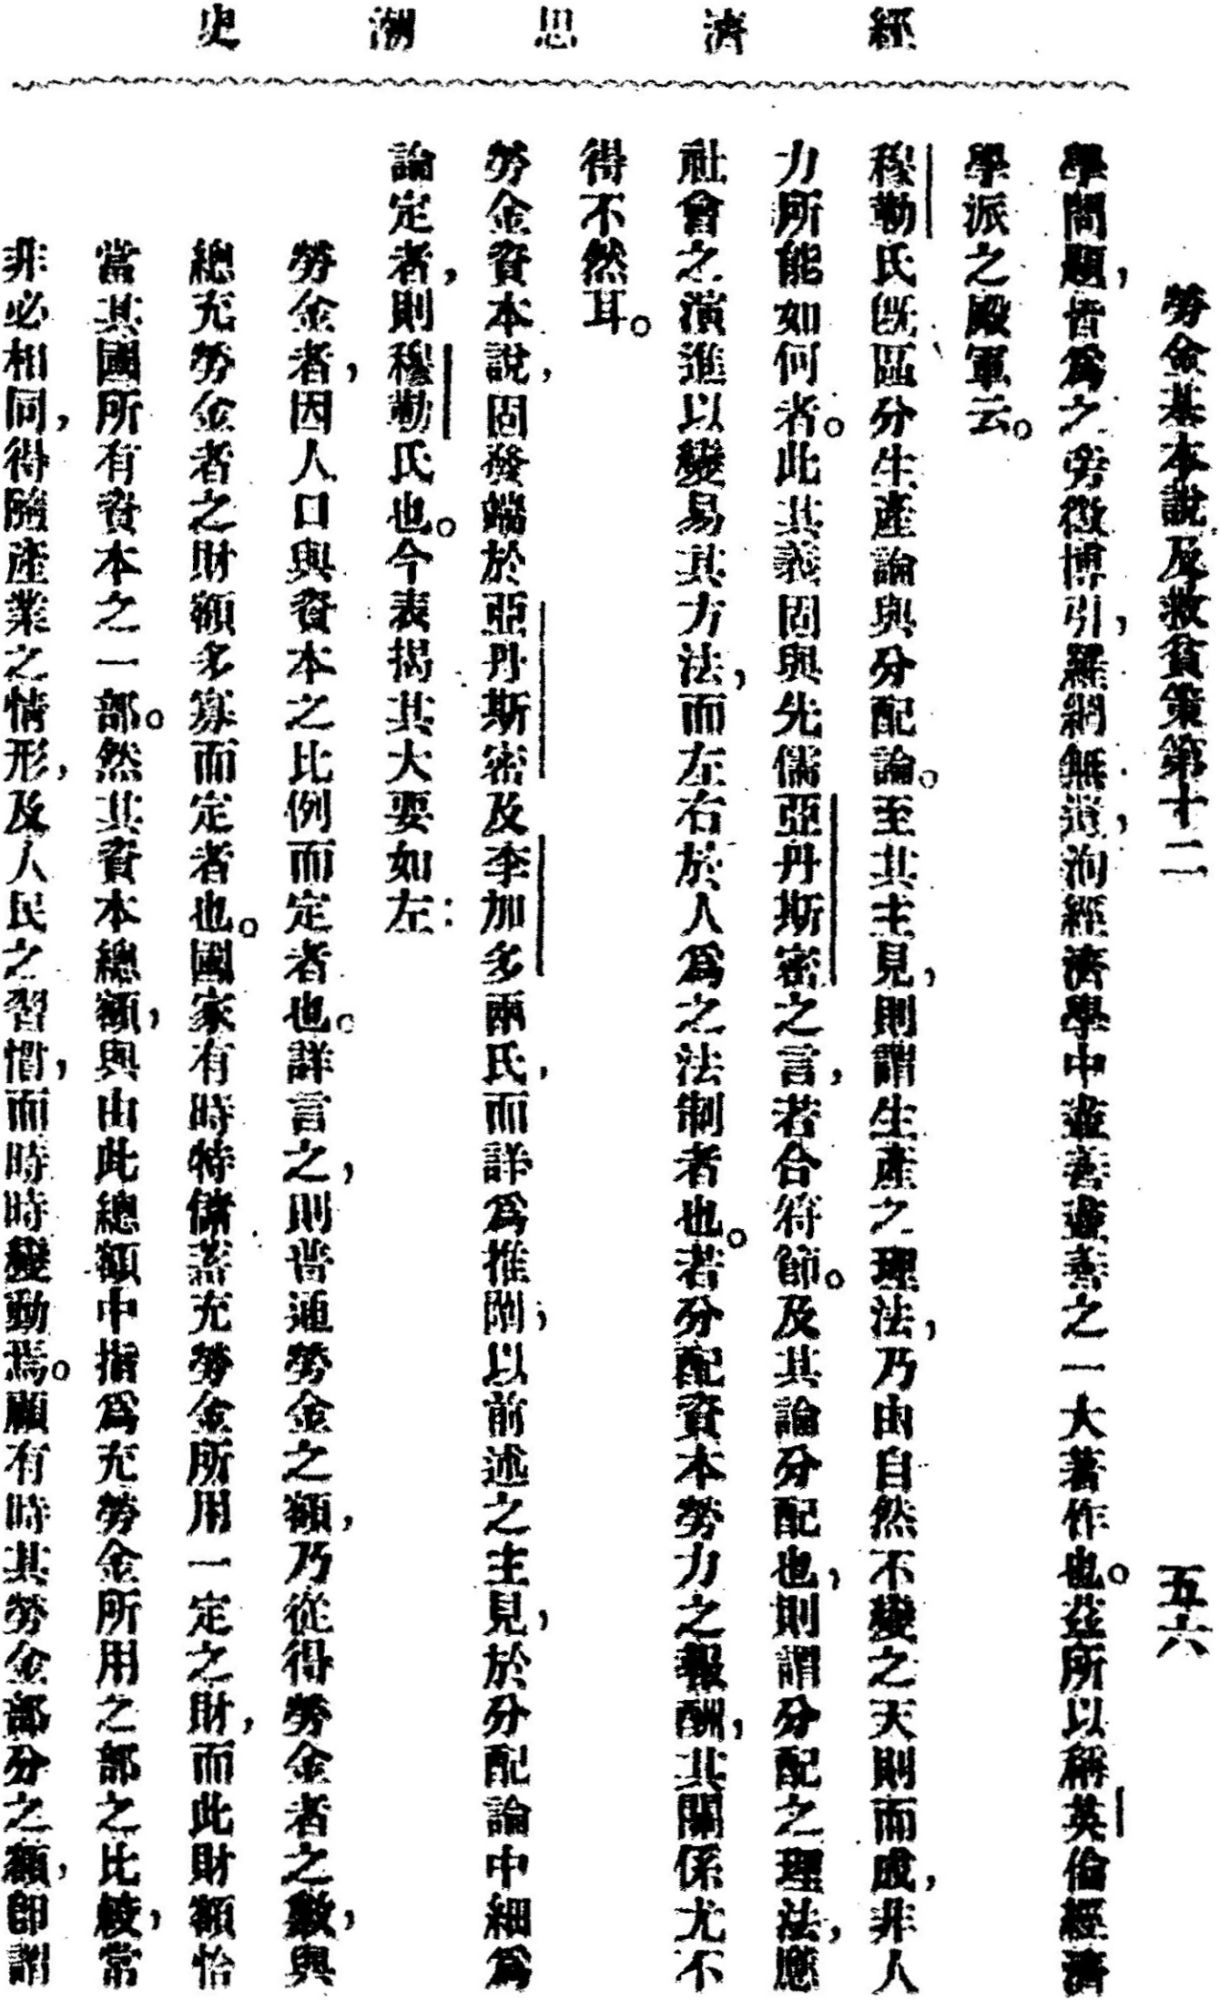 經濟思潮史
勞金基本說及救貧策第十二　五六
學問題，皆爲之旁徵博引，羅網無遺，洵經濟學中盡善盡美之一大著作也。茲所以稱英倫經濟
學派之殿軍云。
穆勒氏旣區分生產論與分配論。至其主見，則謂生產之理法，乃由自然不變之天則而成，非人
力所能如何者。此其義固與先儒亞丹斯密之言，若合符節。及其論分配也，則謂分配之理法，應
社會之演進以變易其方法，而左右於人爲之法制者也。若分配資本勞力之報酬，其關係尤不
得不然耳。
勞金資本說，固發端於亞丹斯密及李加多兩氏，而詳爲推闡，以前述之主見，於分配論中細爲
論定者，則穆勒氏也。今表揭其大要如左：
勞金者，因人口與資本之比例而定者也。詳言之，則普通勞金之額，乃從得勞金者之數，與
總充勞金者之財額多寡而定者也。國家有時特儲蓄充勞金所用一定之財，而此財額恰
當其國所有資本之一部。然其資本總額，與由此總額中指爲充勞金所用之部之比較，常
非必相同，得隨產業之情形，及人民之習慣，而時時變動焉。顧有時其勞金部分之額，卽謂